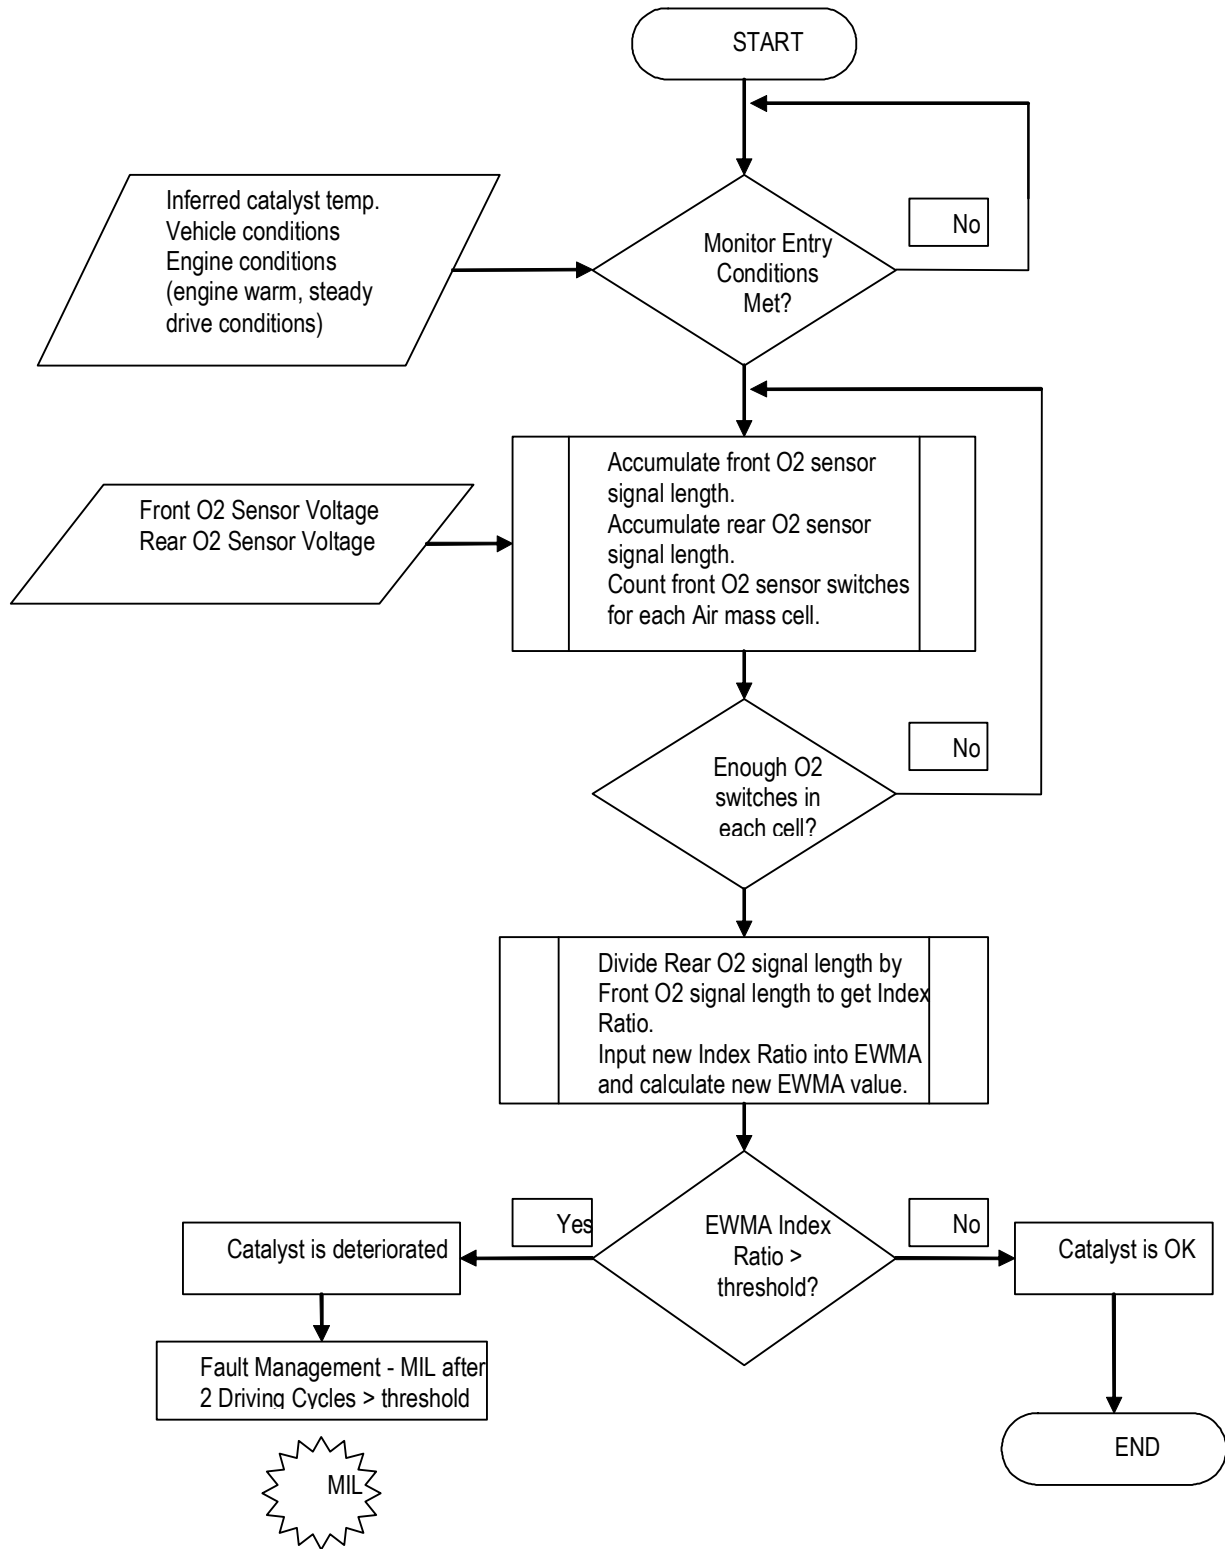 START
No
Inferred catalyst temp.
Vehicle conditions
Engine conditions
(engine warm, steady
drive conditions)
Monitor Entry
Conditions
Met?
Accumulate front O2 sensor
signal length.
Accumulate rear O2 sensor
signal length.
Count front O2 sensor switches
for each Air mass cell.
Front O2 Sensor Voltage
Rear O2 Sensor Voltage
No
Enough O2
switches in
each cell?
Divide Rear O2 signal length by
Front O2 signal length to get Index
Ratio.
Input new Index Ratio into EWMA
and calculate new EWMA value.
Yes
No
EWMA Index
Ratio >
threshold?
Catalyst is deteriorated
Catalyst is OK
Fault Management - MIL after
2 Driving Cycles > threshold
END
MIL